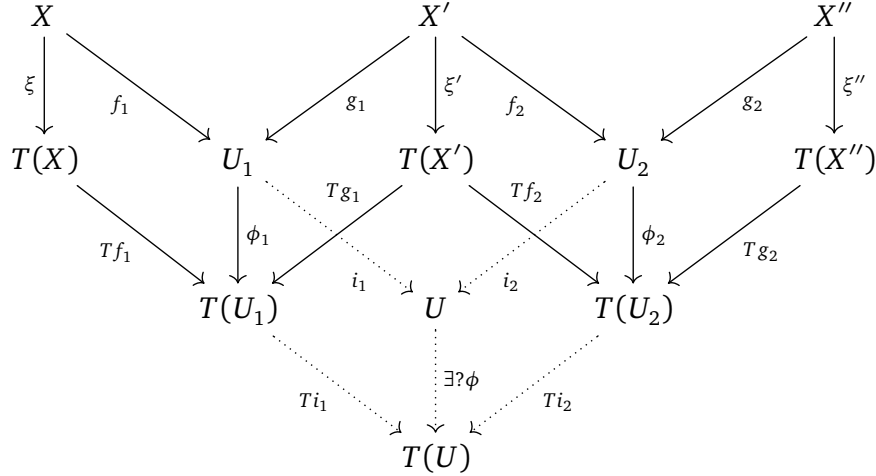 X X′ X″
ξ f₁ g₁ ξ′ f₂ g₂ ξ″
T(X) U₁ T(X′) U₂ T(X″)
Tf₁ ϕ₁ Tg₁ i₁ i₂ Tf₂ ϕ₂ Tg₂
T(U₁) U T(U₂)
Ti₁ ∃?ϕ Ti₂
T(U)